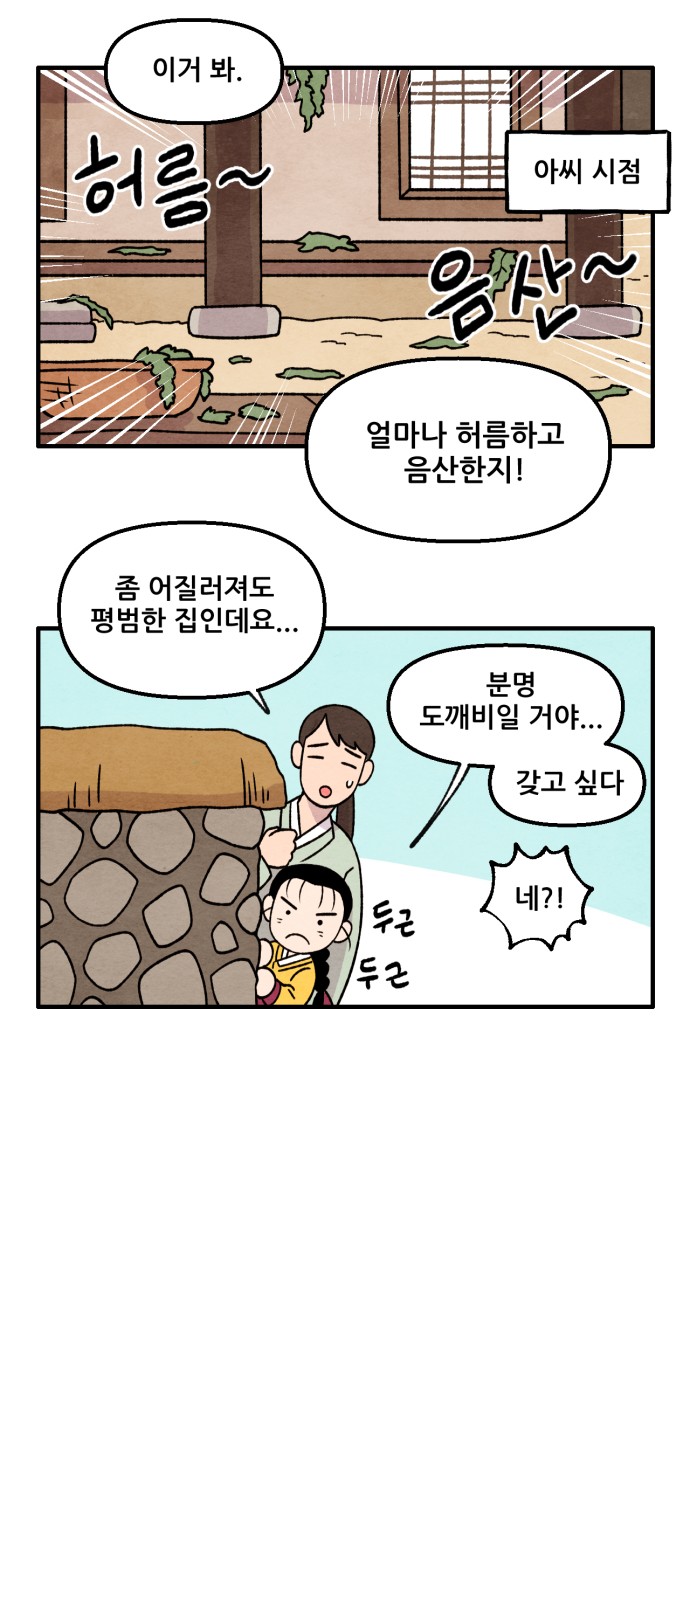 이거 봐.
아씨 시점
허름~
음산~
얼마나 허름하고
음산한지!
좀 어질러져도
평범한 집인데요...
분명
도깨비일 거야...
갖고 싶다
네?!
두근
두근